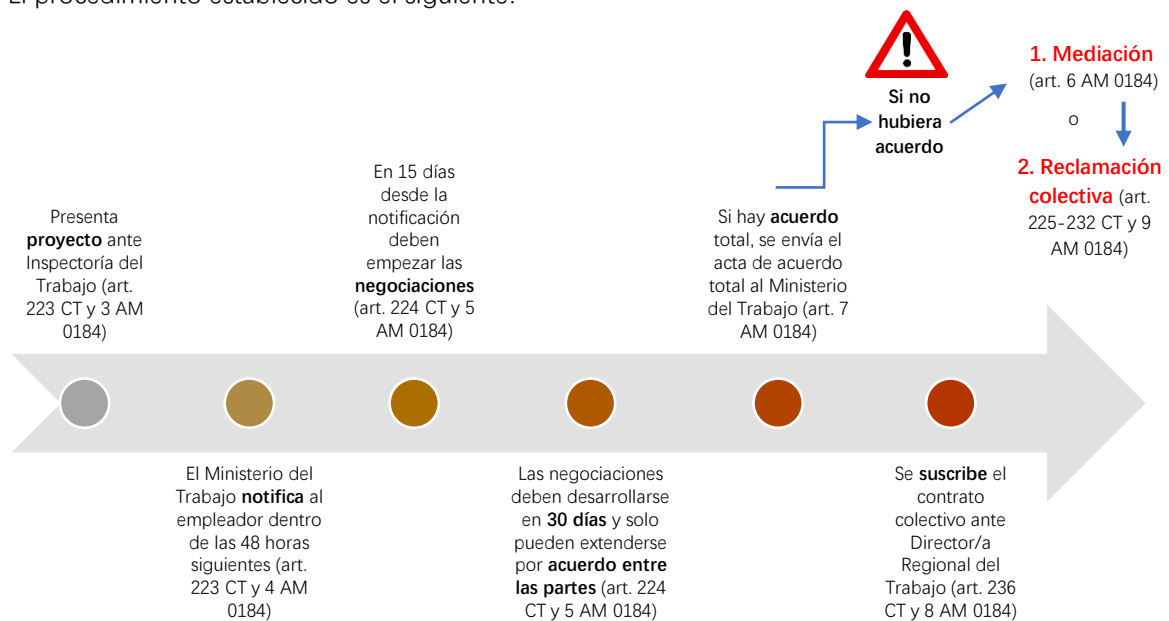 El procedimiento establecido es el siguiente:
Presenta
proyecto ante
Inspectoría del
Trabajo (art.
223 CT y 3 AM
0184)
El Ministerio del
Trabajo notifica al
empleador dentro
de las 48 horas
siguientes (art.
223 CT y 4 AM
0184)
En 15 días
desde la
notificación
deben
empezar las
negociaciones
(art. 224 CT y 5
AM 0184)
Las negociaciones
deben desarrollarse
en 30 días y solo
pueden extenderse
por acuerdo entre
las partes (art. 224
CT y 5 AM 0184)
Si hay acuerdo
total, se envía el
acta de acuerdo
total al Ministerio
del Trabajo (art. 7
AM 0184)
Se suscribe el
contrato
colectivo ante
Director/a
Regional del
Trabajo (art. 236
CT y 8 AM 0184)
!
Si no
hubiera
acuerdo
1. Mediación
(art. 6 AM 0184)
o
2. Reclamación
colectiva (art.
225-232 CT y 9
AM 0184)